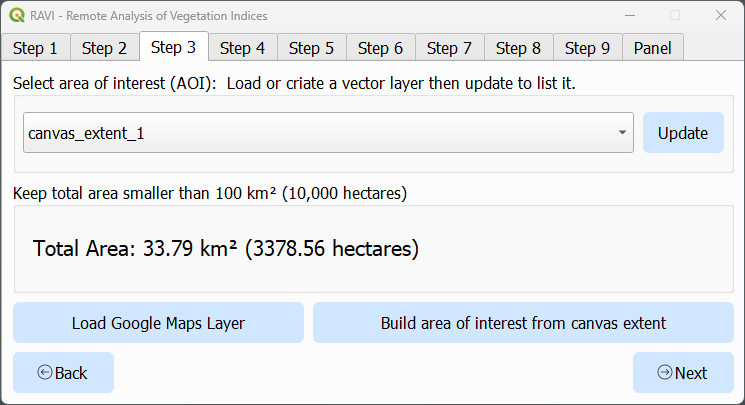 RAVI - Remote Analysis of Vegetation Indices
Step 1 Step 2 Step 3 Step 4 Step 5 Step 6 Step 7 Step 8 Step 9 Panel
Select area of interest (AOI): Load or criate a vector layer then update to list it.
canvas_extent_1 Update
Keep total area smaller than 100 km² (10,000 hectares)
Total Area: 33.79 km² (3378.56 hectares)
Load Google Maps Layer Build area of interest from canvas extent
Back Next